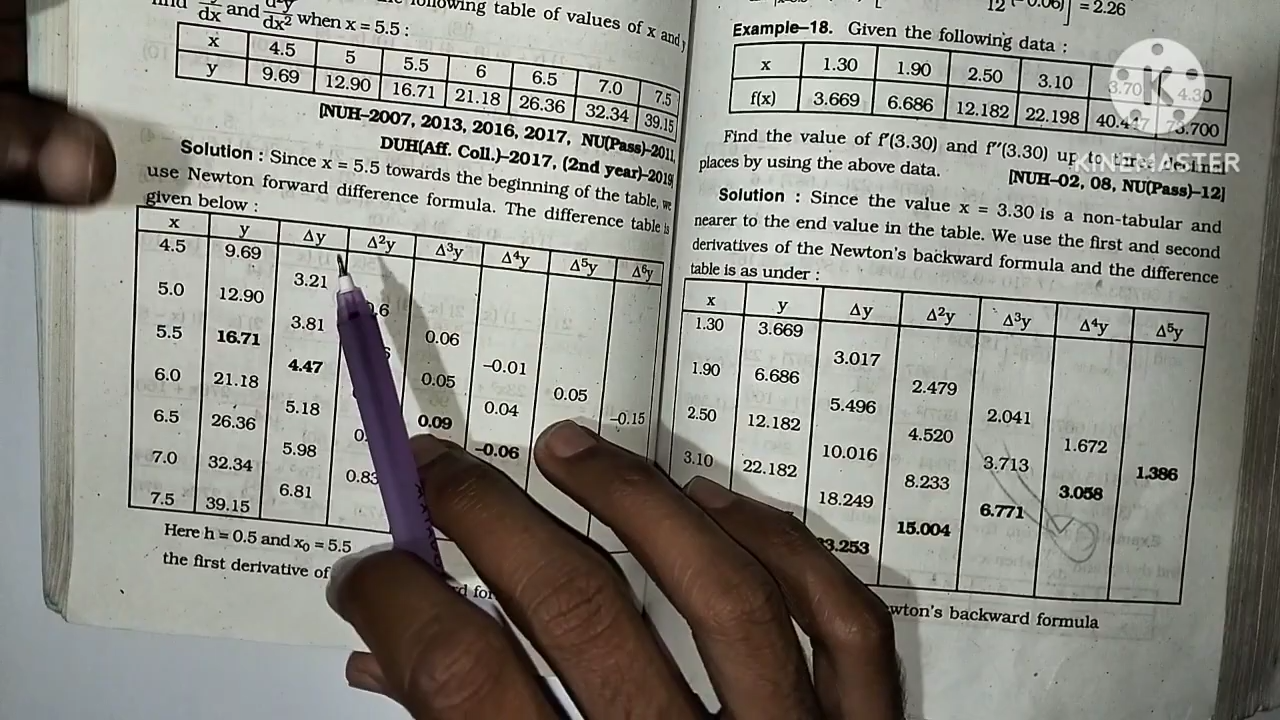 dx and dx² when x = 5.5 :
following table of values of x and y
x 4.5 5 5.5 6 6.5 7.0 7.5
y 9.69 12.90 16.71 21.18 26.36 32.34 39.15
[NUH–2007, 2013, 2016, 2017, NU(Pass)–2011,
DUH(Aff. Coll.)–2017, (2nd year)–2019]
Solution : Since x = 5.5 towards the beginning of the table, we
use Newton forward difference formula. The difference table is
given below :
x y Δy Δ²y Δ³y Δ⁴y Δ⁵y Δ⁶y
4.5 9.69
3.21
5.0 12.90
3.81 0.06
5.5 16.71 –0.01
4.47 0.05 0.05
6.0 21.18 0.04 –0.15
5.18 0.09
6.5 26.36 –0.06
5.98
7.0 32.34 0.83
6.81
7.5 39.15
Here h = 0.5 and x₀ = 5.5
the first derivative of
= 2.26
Example–18. Given the following data :
x 1.30 1.90 2.50 3.10 3.70 4.30
f(x) 3.669 6.686 12.182 22.198 73.700
Find the value of f′(3.30) and f″(3.30) up to
places by using the above data.
[NUH–02, 08, NU(Pass)–12]
Solution : Since the value x = 3.30 is a non-tabular and
nearer to the end value in the table. We use the first and second
derivatives of the Newton's backward formula and the difference
table is as under :
x y Δy Δ²y Δ³y Δ⁴y Δ⁵y
1.30 3.669
3.017
1.90 6.686 2.479
5.496 2.041
2.50 12.182 4.520 1.672
10.016 3.713 1.386
3.10 22.182 8.233 3.058
18.249 6.771
15.004
backward formula
KINEMASTER